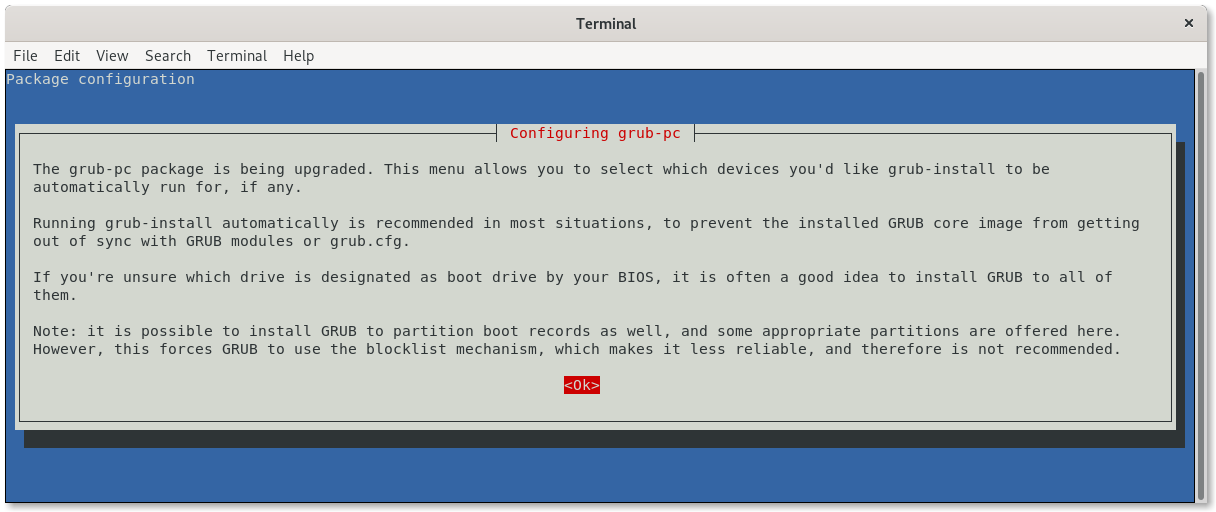 Terminal
×
File Edit View Search Terminal Help
Package configuration
Configuring grub-pc
The grub-pc package is being upgraded. This menu allows you to select which devices you'd like grub-install to be
automatically run for, if any.
Running grub-install automatically is recommended in most situations, to prevent the installed GRUB core image from getting
out of sync with GRUB modules or grub.cfg.
If you're unsure which drive is designated as boot drive by your BIOS, it is often a good idea to install GRUB to all of
them.
Note: it is possible to install GRUB to partition boot records as well, and some appropriate partitions are offered here.
However, this forces GRUB to use the blocklist mechanism, which makes it less reliable, and therefore is not recommended.
<Ok>